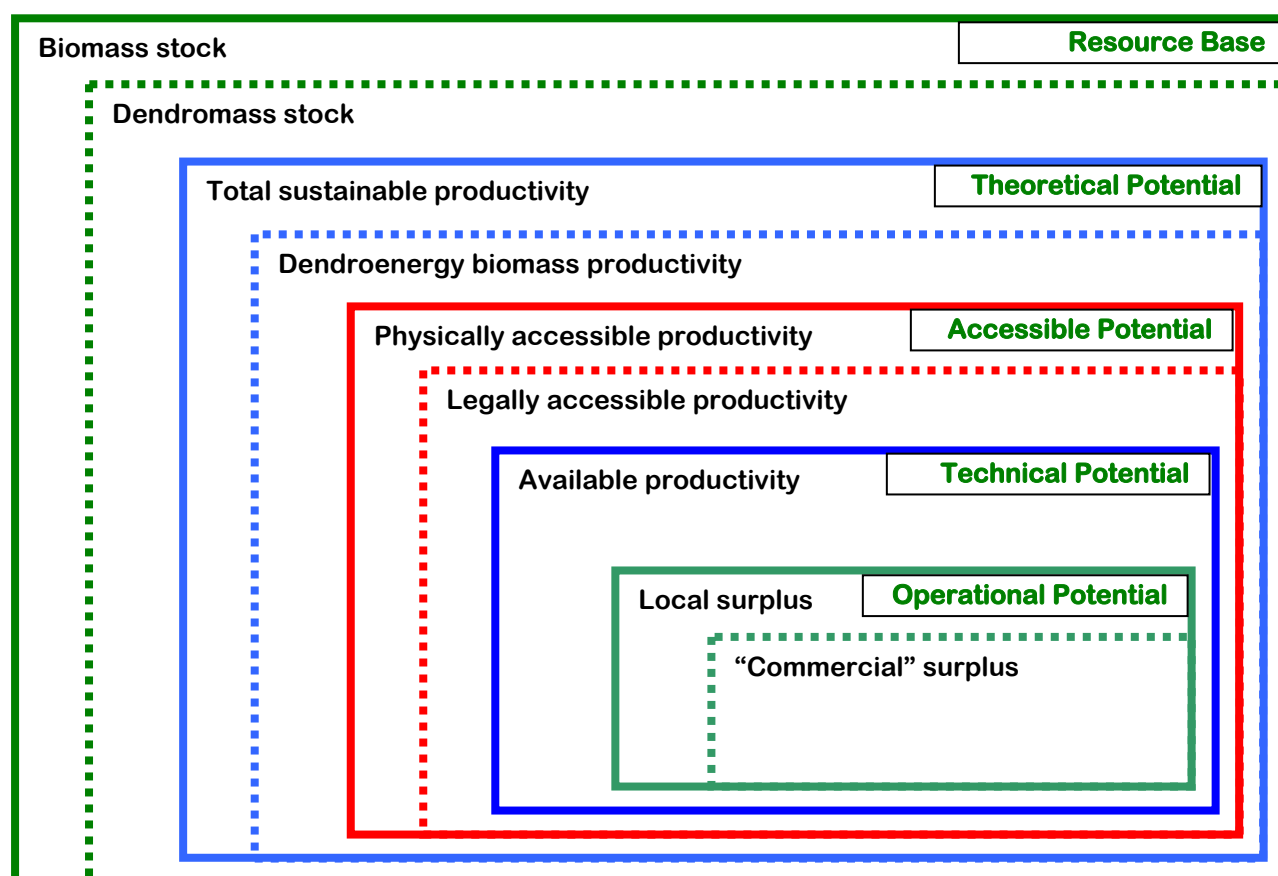 Biomass stock
Resource Base
Dendromass stock
Total sustainable productivity
Theoretical Potential
Dendroenergy biomass productivity
Physically accessible productivity
Accessible Potential
Legally accessible productivity
Available productivity
Technical Potential
Local surplus
Operational Potential
“Commercial” surplus